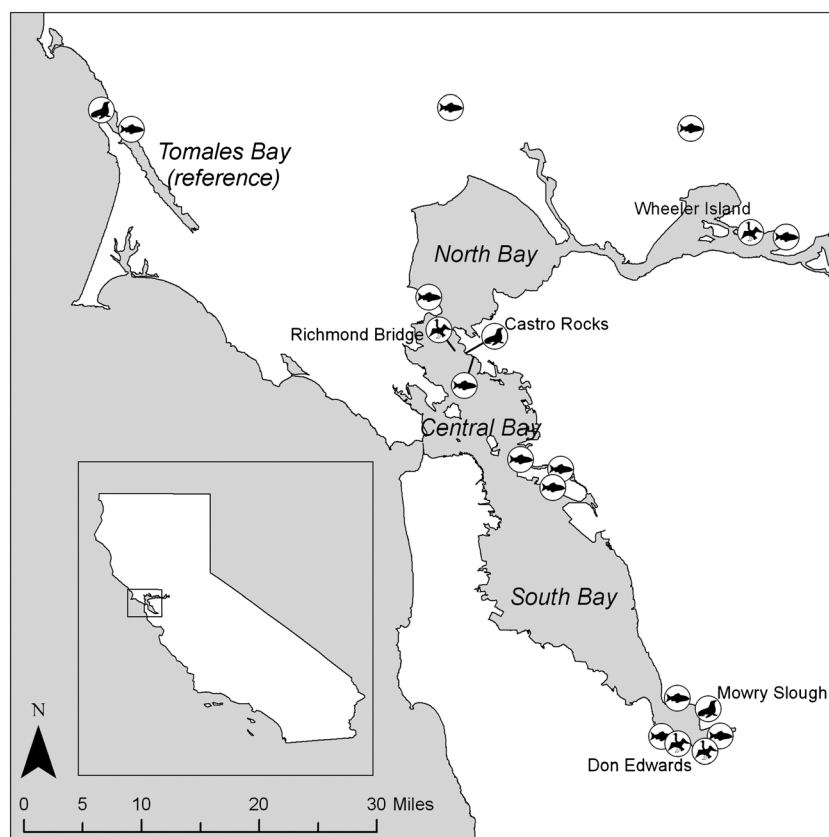 Tomales Bay
(reference)
Wheeler Island
North Bay
Richmond Bridge
Castro Rocks
Central Bay
South Bay
Mowry Slough
Don Edwards
N
0 5 10 20 30 Miles